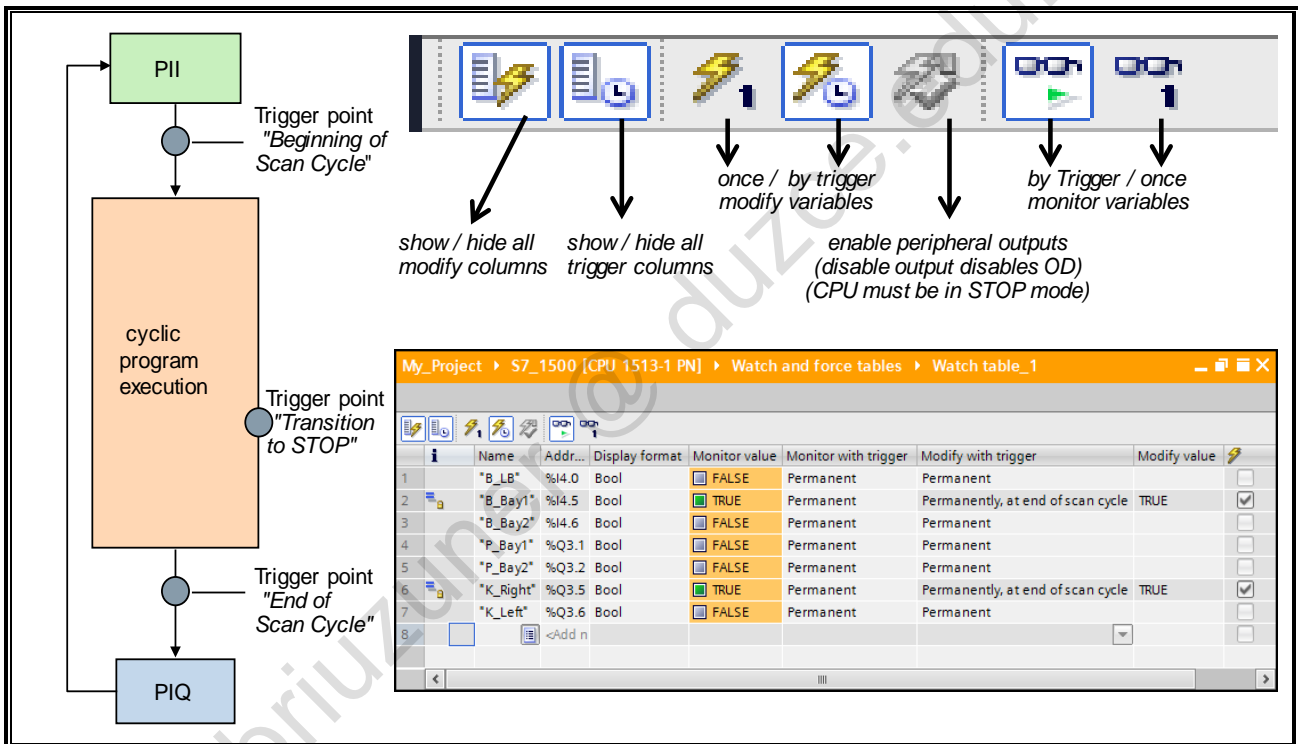 PII
Trigger point
"Beginning of
Scan Cycle"
cyclic
program
execution
Trigger point
"Transition
to STOP"
Trigger point
"End of
Scan Cycle"
PIQ
1
1
once / by trigger
modify variables
by Trigger / once
monitor variables
show / hide all
modify columns
show / hide all
trigger columns
enable peripheral outputs
(disable output disables OD)
(CPU must be in STOP mode)
My_Project S7_1500 [CPU 1513-1 PN] Watch and force tables Watch table_1
i Name Addr... Display format Monitor value Monitor with trigger Modify with trigger Modify value
1 "B_LB" %I4.0 Bool FALSE Permanent Permanent
2 "B_Bay1" %I4.5 Bool TRUE Permanent Permanently, at end of scan cycle TRUE
3 "B_Bay2" %I4.6 Bool FALSE Permanent Permanent
4 "P_Bay1" %Q3.1 Bool FALSE Permanent Permanent
5 "P_Bay2" %Q3.2 Bool FALSE Permanent Permanent
6 "K_Right" %Q3.5 Bool TRUE Permanent Permanently, at end of scan cycle TRUE
7 "K_Left" %Q3.6 Bool FALSE Permanent Permanent
8 <Add n
briuzuner @ duzce.edu